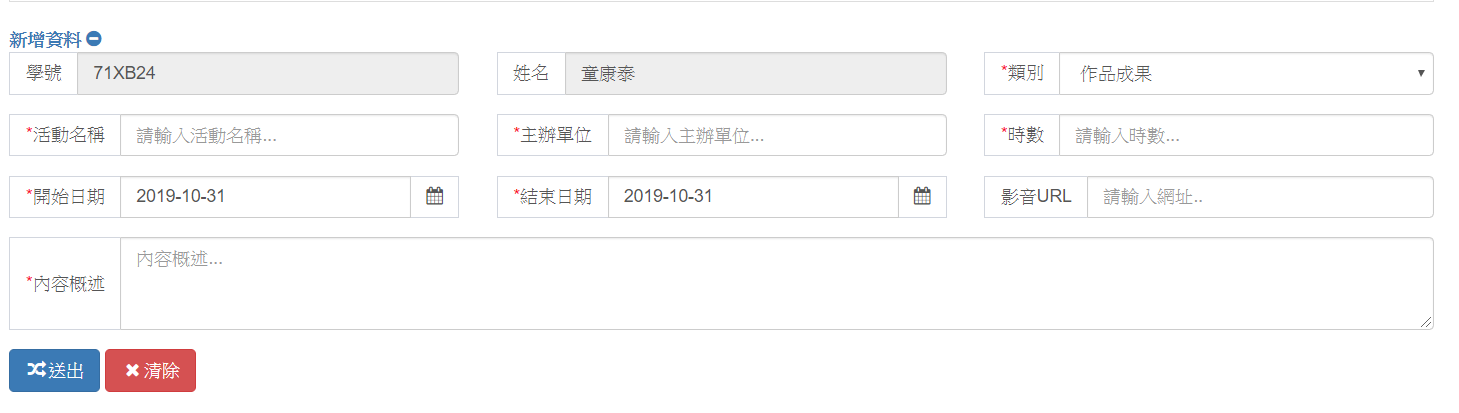 新增資料
學號 71XB24 姓名 童康泰 *類別 作品成果
*活動名稱 請輸入活動名稱... *主辦單位 請輸入主辦單位... *時數 請輸入時數...
*開始日期 2019-10-31 *結束日期 2019-10-31 影音URL 請輸入網址..
*內容概述 內容概述...
送出 清除